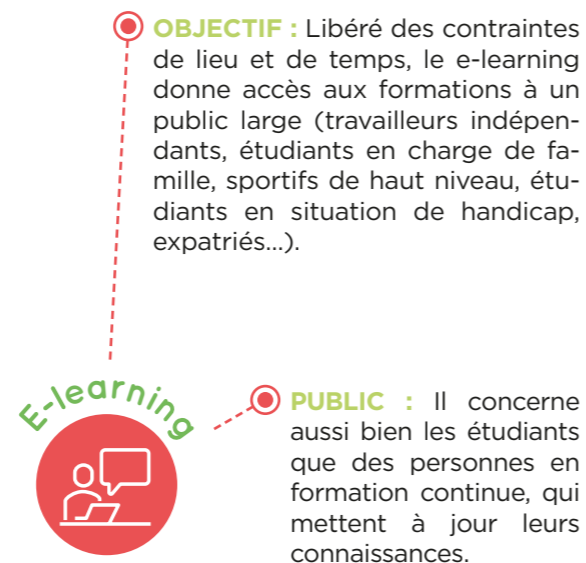 OBJECTIF : Libéré des contraintes
de lieu et de temps, le e-learning
donne accès aux formations à un
public large (travailleurs indépen-
dants, étudiants en charge de fa-
mille, sportifs de haut niveau, étu-
diants en situation de handicap,
expatriés...).
E-learning
PUBLIC : Il concerne
aussi bien les étudiants
que des personnes en
formation continue, qui
mettent à jour leurs
connaissances.